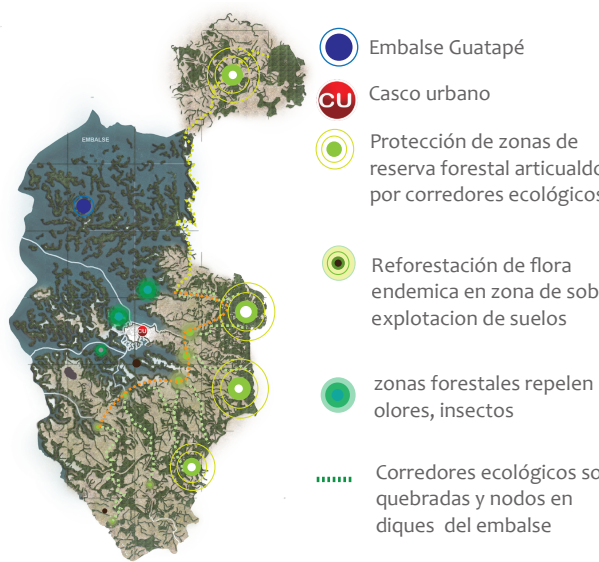 EMBALSE
CU
Embalse Guatapé
CU
Casco urbano
Protección de zonas de
reserva forestal articualdo
por corredores ecológicos
Reforestación de flora
endemica en zona de sob
explotacion de suelos
zonas forestales repelen
olores, insectos
Corredores ecológicos so
quebradas y nodos en
diques del embalse